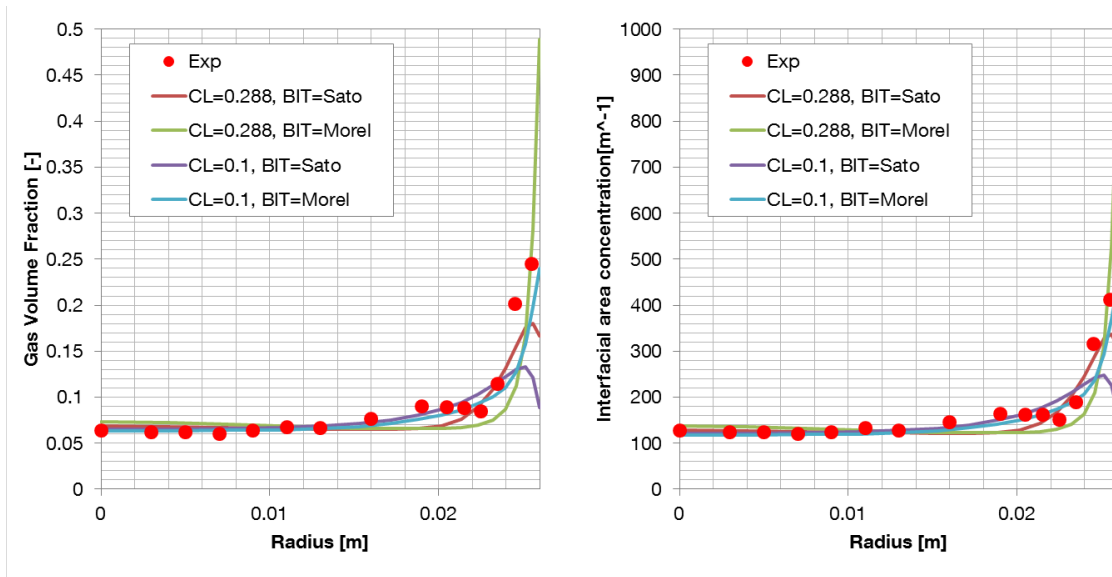 0.5
0.45
0.4
0.35
0.3
0.25
0.2
0.15
0.1
0.05
0
Gas Volume Fraction [-]
Exp
CL=0.288, BIT=Sato
CL=0.288, BIT=Morel
CL=0.1, BIT=Sato
CL=0.1, BIT=Morel
0
0.01
0.02
Radius [m]
1000
900
800
700
600
500
400
300
200
100
0
Interfacial area concentration[m^-1]
Exp
CL=0.288, BIT=Sato
CL=0.288, BIT=Morel
CL=0.1, BIT=Sato
CL=0.1, BIT=Morel
0
0.01
0.02
Radius [m]